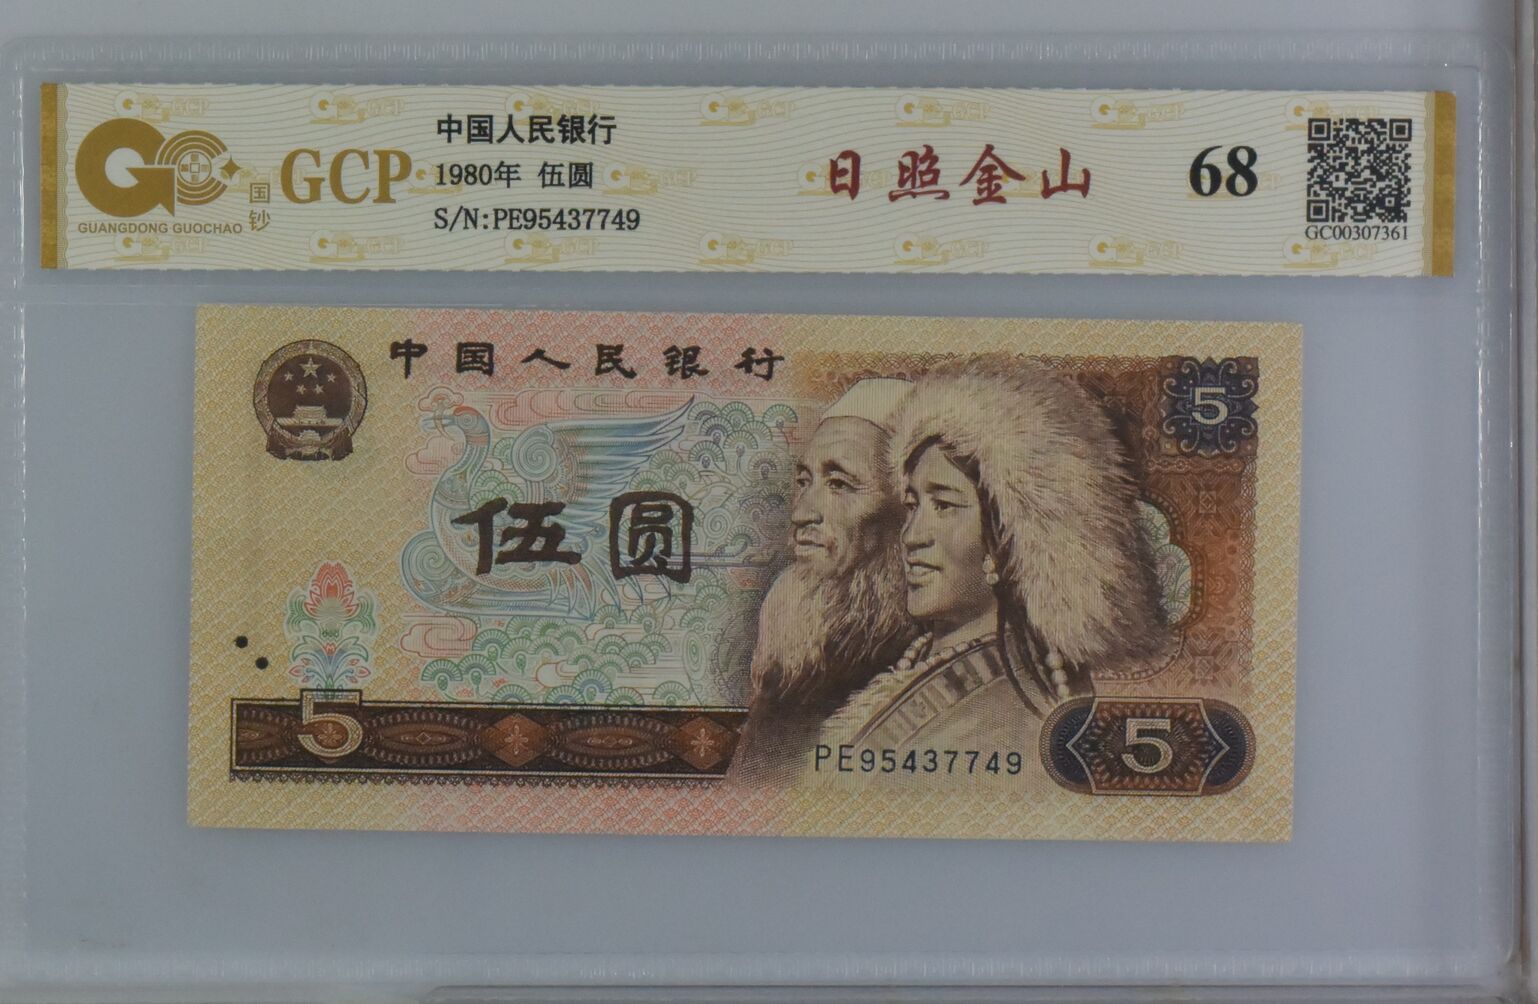 GUANGDONG GUOCHAO
国钞
GCP
中国人民银行
1980年 伍圆
S/N:PE95437749
日照金山
68
GC00307361
中国人民银行
5
伍圆
5
PE95437749
5